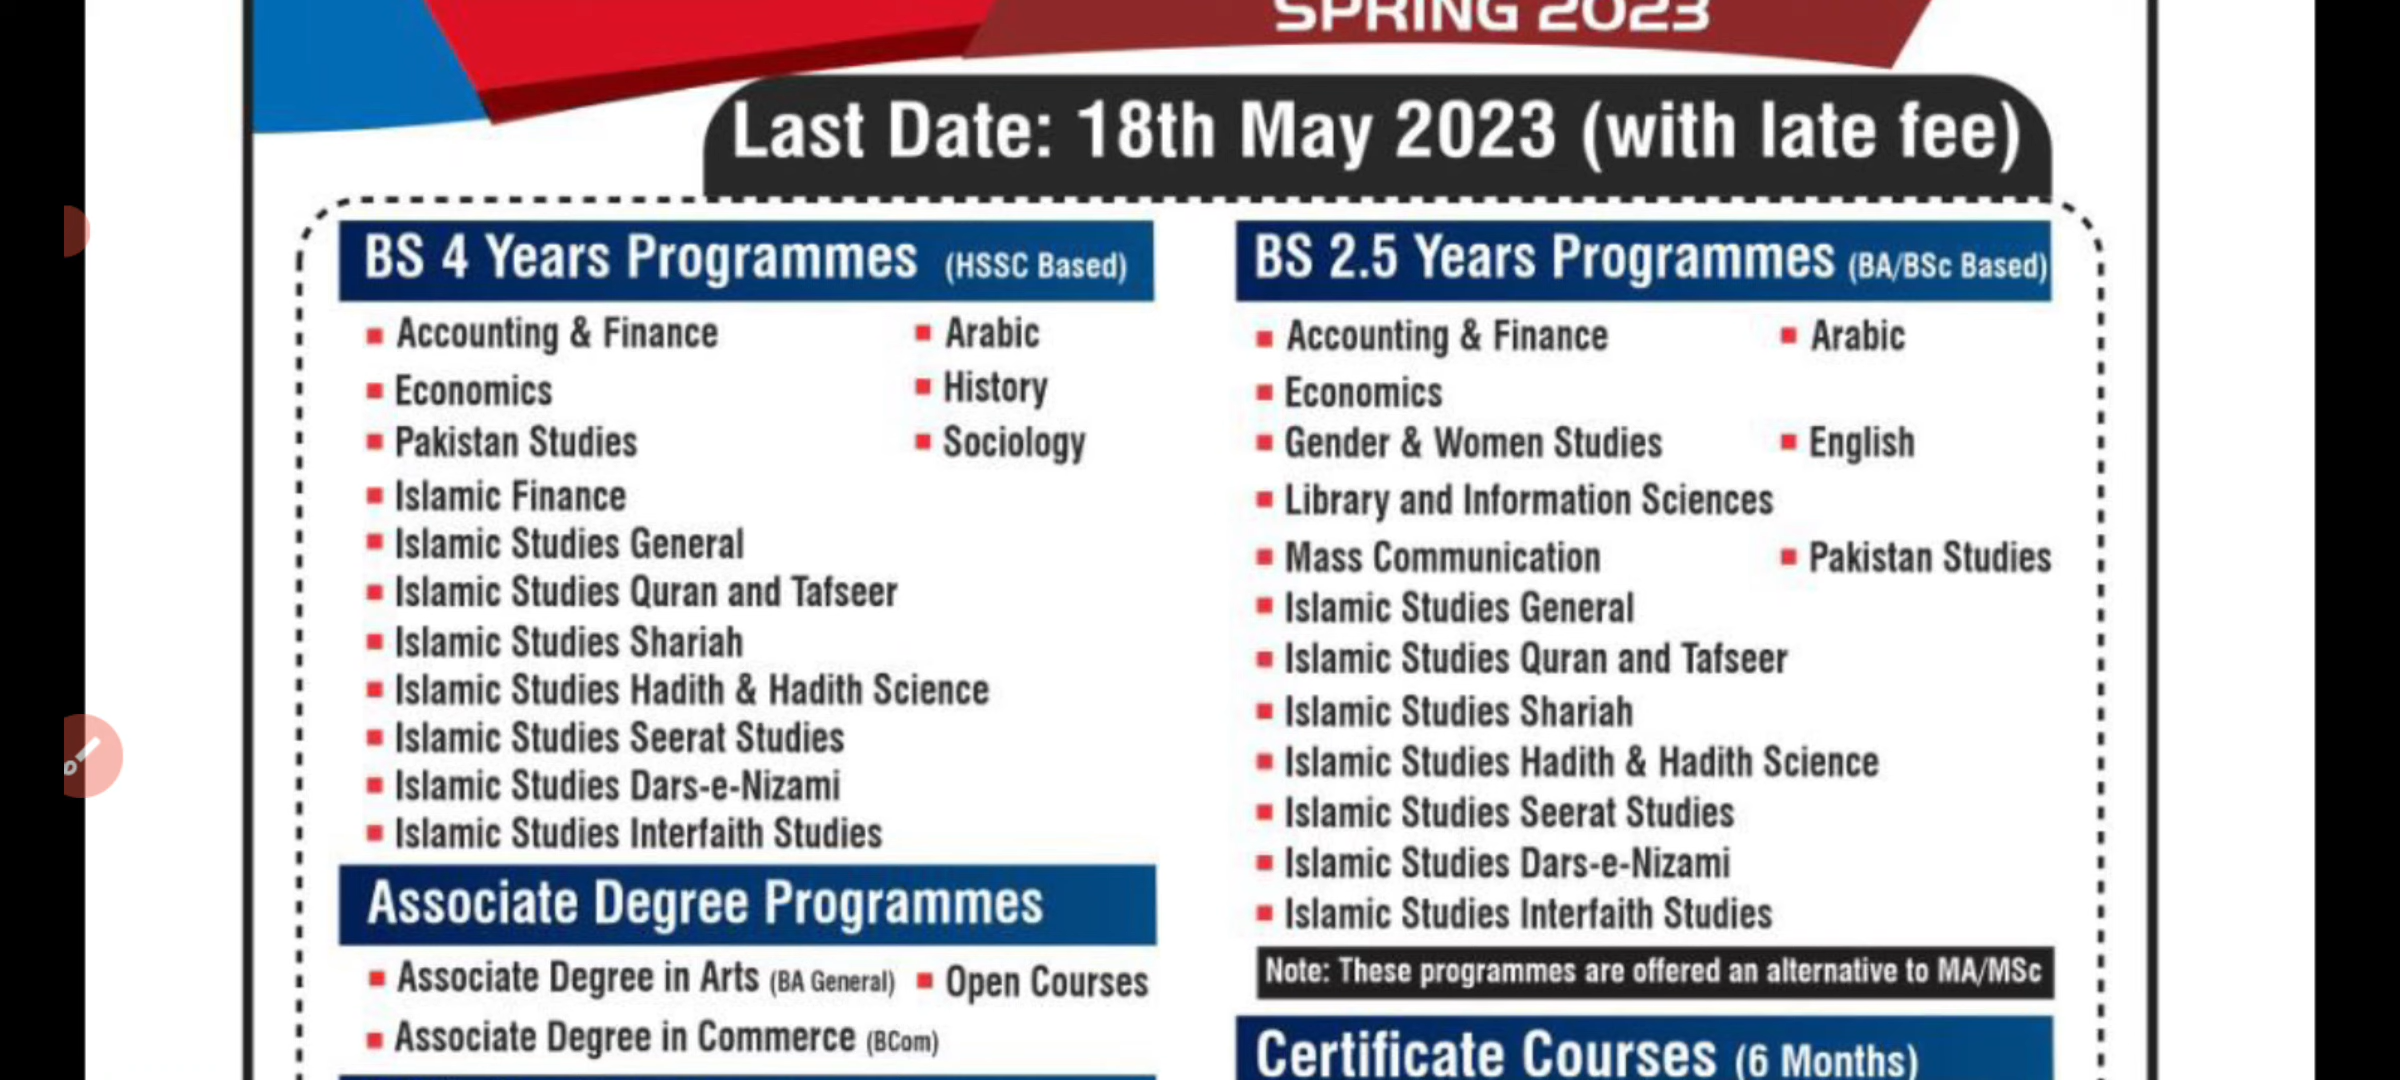 SPRING 2023
Last Date: 18th May 2023 (with late fee)
BS 4 Years Programmes (HSSC Based)
Accounting & Finance
Arabic
Economics
History
Pakistan Studies
Sociology
Islamic Finance
Islamic Studies General
Islamic Studies Quran and Tafseer
Islamic Studies Shariah
Islamic Studies Hadith & Hadith Science
Islamic Studies Seerat Studies
Islamic Studies Dars-e-Nizami
Islamic Studies Interfaith Studies
Associate Degree Programmes
Associate Degree in Arts (BA General)
Open Courses
Associate Degree in Commerce (BCom)
BS 2.5 Years Programmes (BA/BSc Based)
Accounting & Finance
Arabic
Economics
Gender & Women Studies
English
Library and Information Sciences
Mass Communication
Pakistan Studies
Islamic Studies General
Islamic Studies Quran and Tafseer
Islamic Studies Shariah
Islamic Studies Hadith & Hadith Science
Islamic Studies Seerat Studies
Islamic Studies Dars-e-Nizami
Islamic Studies Interfaith Studies
Note: These programmes are offered an alternative to MA/MSc
Certificate Courses (6 Months)